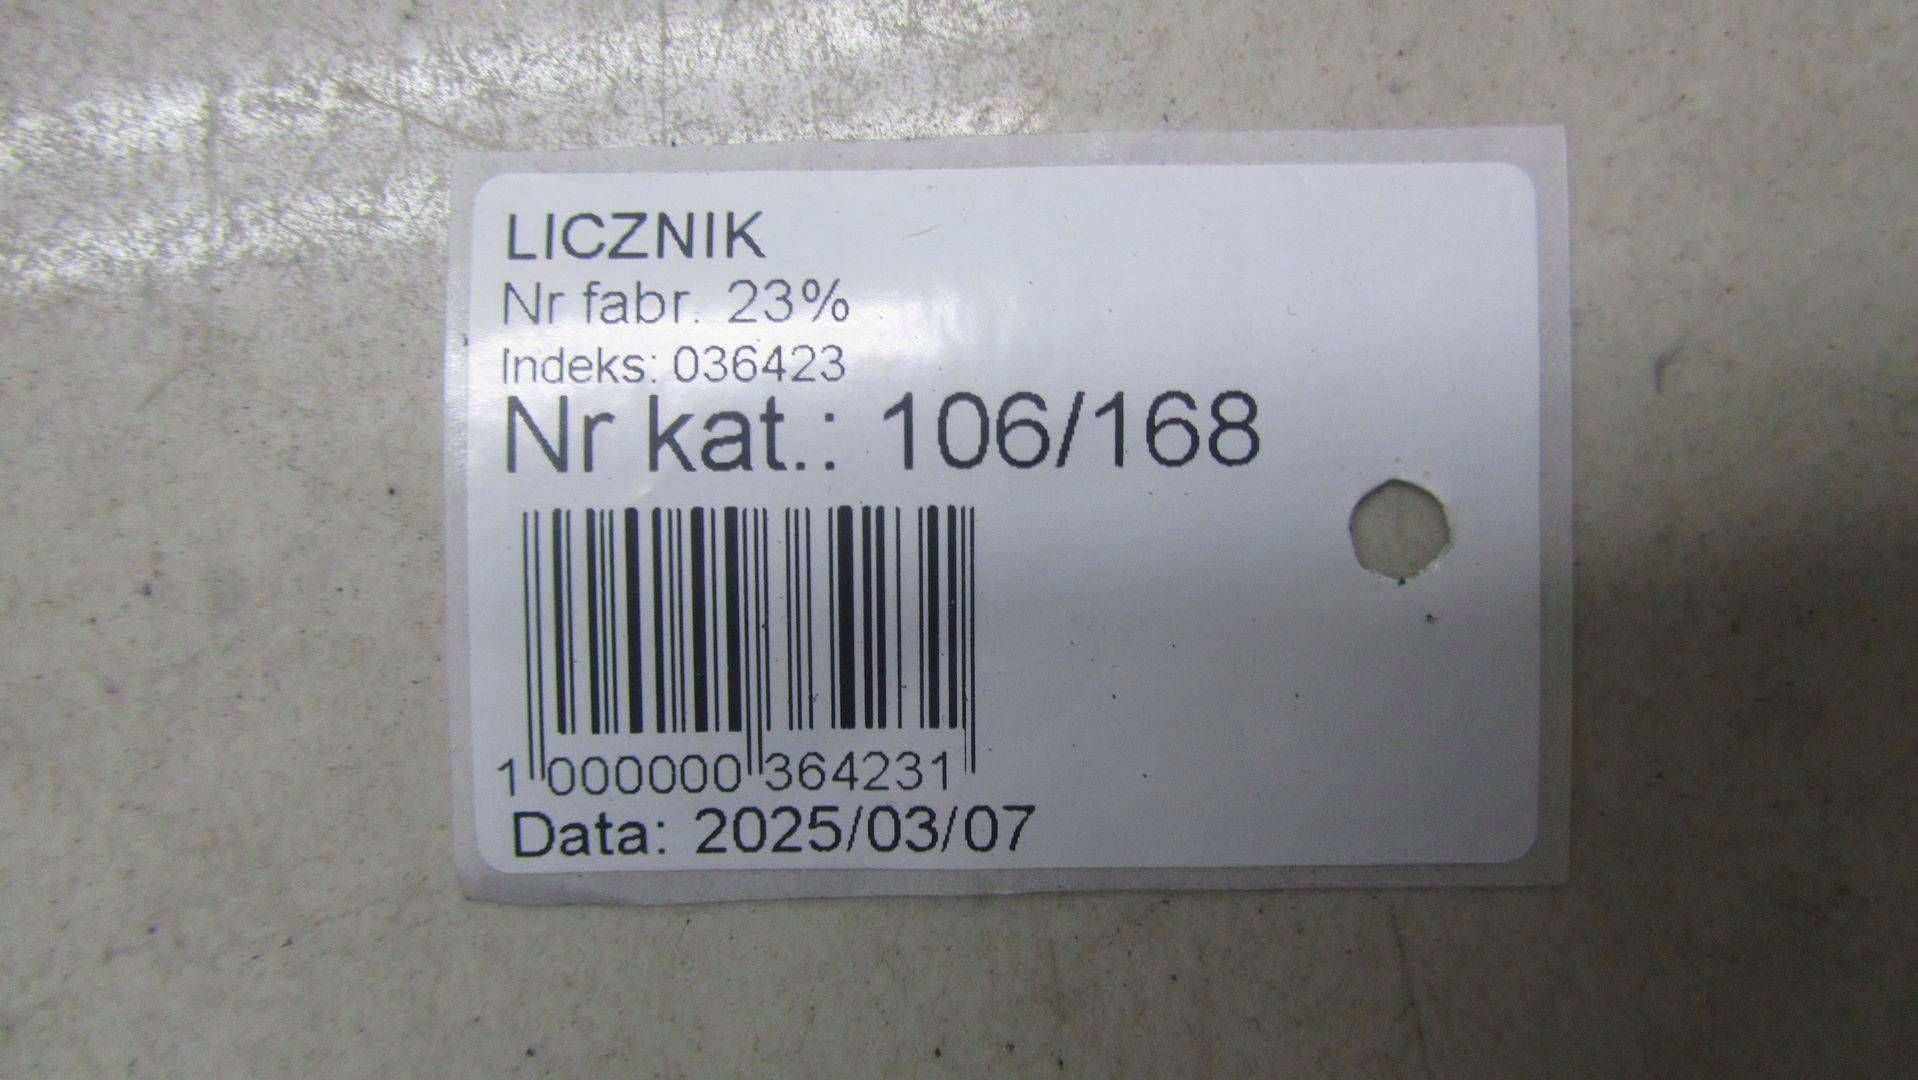 LICZNIK
Nr fabr. 23%
Indeks: 036423
Nr kat.: 106/168
1 000000 364231
Data: 2025/03/07